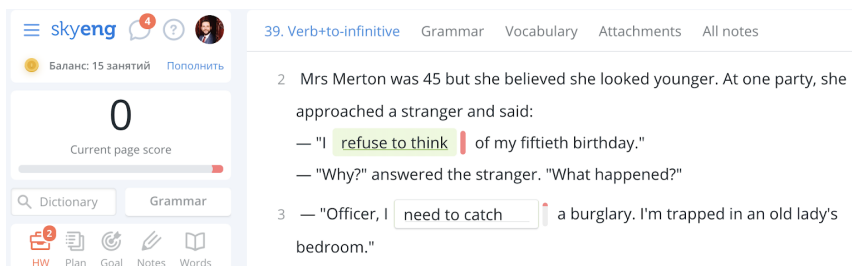 skyeng
4
?
Баланс: 15 занятий Пополнить
0
Current page score
Dictionary
Grammar
2
HW Plan Goal Notes Words
39. Verb+to-infinitive Grammar Vocabulary Attachments All notes
2 Mrs Merton was 45 but she believed she looked younger. At one party, she
approached a stranger and said:
— "I refuse to think of my fiftieth birthday."
— "Why?" answered the stranger. "What happened?"
3 — "Officer, I need to catch a burglary. I'm trapped in an old lady's
bedroom."